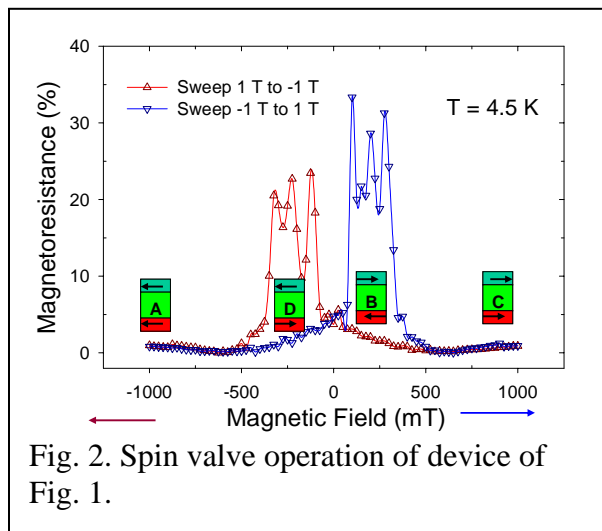 40
30
20
10
0
Magnetoresistance (%)
Sweep 1 T to -1 T
Sweep -1 T to 1 T
T = 4.5 K
A
D
B
C
-1000 -500 0 500 1000
Magnetic Field (mT)
Fig. 2. Spin valve operation of device of
Fig. 1.